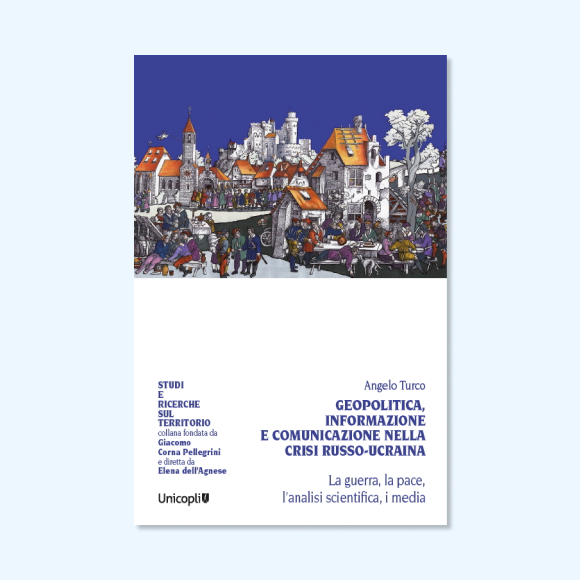 STUDI
E
RICERCHE
SUL
TERRITORIO
collana fondata da
Giacomo
Corna Pellegrini
e diretta da
Elena dell'Agnese
Unicopli
Angelo Turco
GEOPOLITICA,
INFORMAZIONE
E COMUNICAZIONE NELLA
CRISI RUSSO-UCRAINA
La guerra, la pace,
l'analisi scientifica, i media